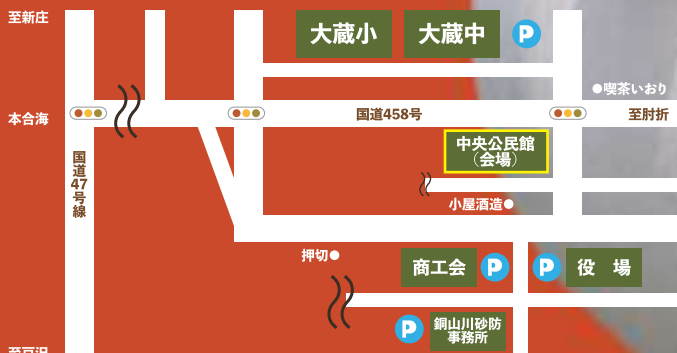 至新庄
大蔵小
大蔵中
P
喫茶いおり
本合海
国道458号
至肘折
中央公民館
（会場）
国道47号線
小屋酒造
押切
商工会
P
P
役 場
P
銅山川砂防
事務所